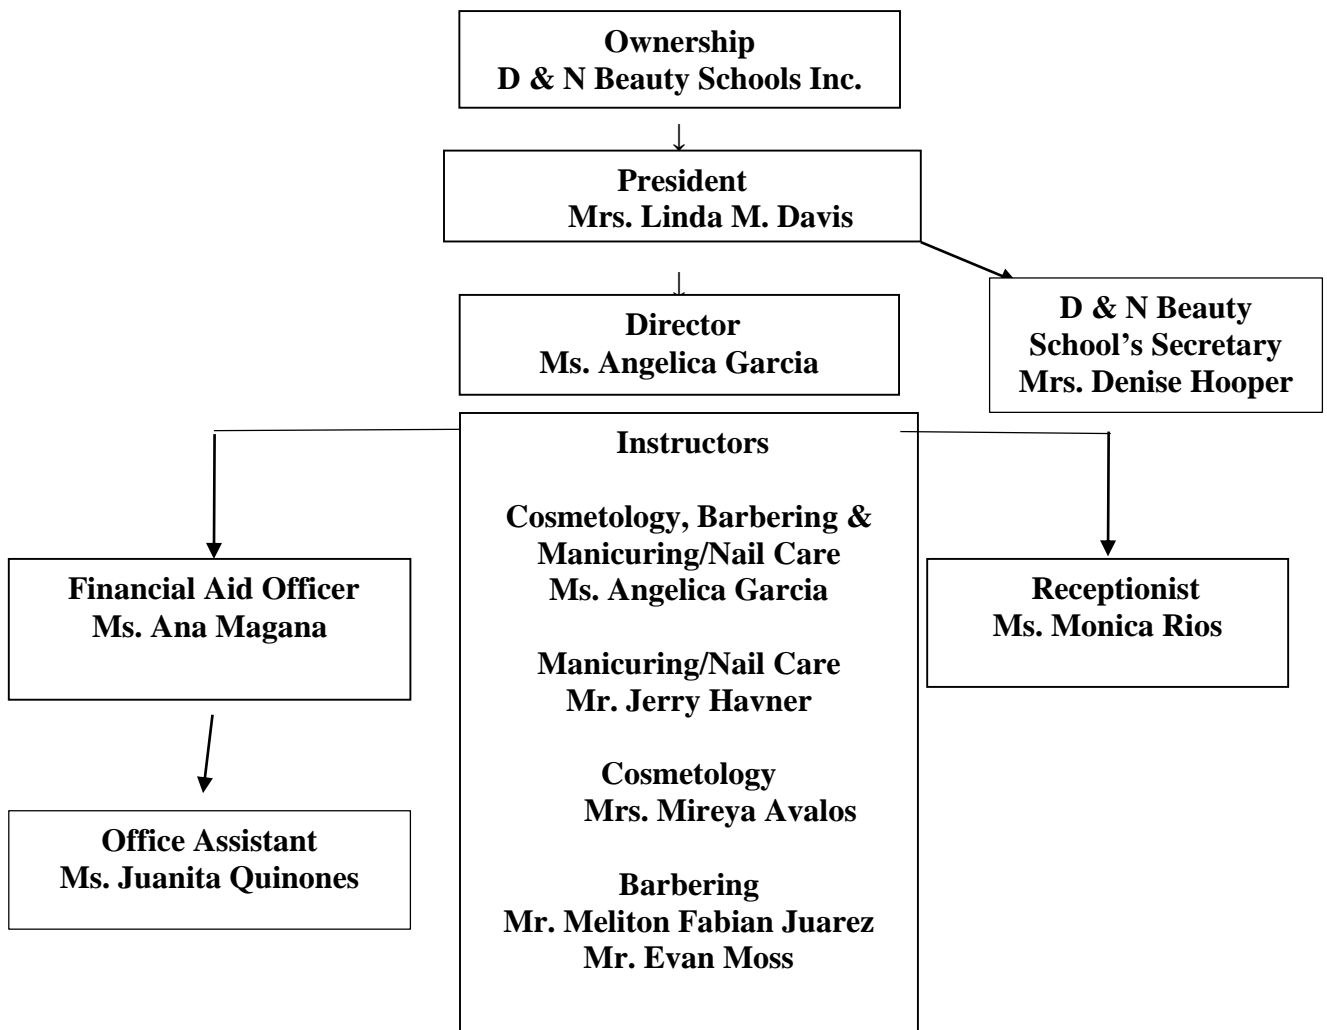 Ownership
D & N Beauty Schools Inc.
↓
President
Mrs. Linda M. Davis
↓
Director
Ms. Angelica Garcia
D & N Beauty
School’s Secretary
Mrs. Denise Hooper
Instructors
Cosmetology, Barbering &
Manicuring/Nail Care
Ms. Angelica Garcia
Manicuring/Nail Care
Mr. Jerry Havner
Cosmetology
Mrs. Mireya Avalos
Barbering
Mr. Meliton Fabian Juarez
Mr. Evan Moss
Financial Aid Officer
Ms. Ana Magana
Office Assistant
Ms. Juanita Quinones
Receptionist
Ms. Monica Rios